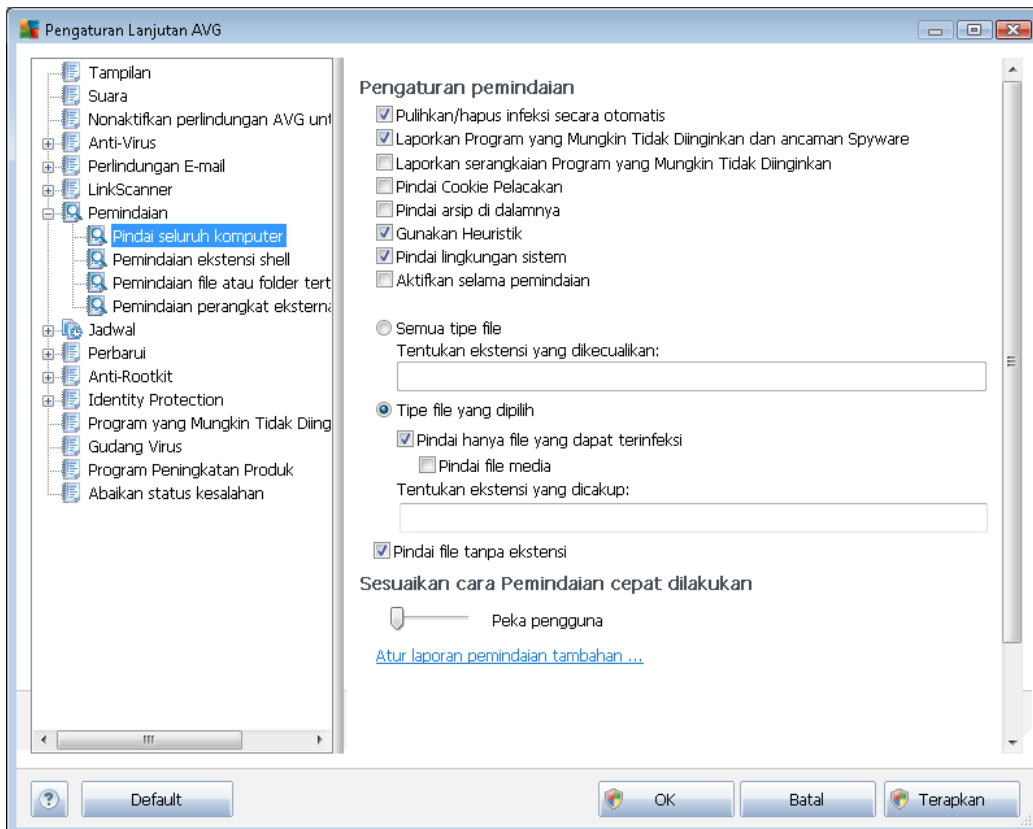 Pengaturan Lanjutan AVG
Tampilan
Suara
Nonaktifkan perlindungan AVG unt
Anti-Virus
Perlindungan E-mail
LinkScanner
Pemindaian
Pindai seluruh komputer
Pemindaian ekstensi shell
Pemindaian file atau folder tert
Pemindaian perangkat eksterna
Jadwal
Perbarui
Anti-Rootkit
Identity Protection
Program yang Mungkin Tidak Diing
Gudang Virus
Program Peningkatan Produk
Abaikan status kesalahan
Pengaturan pemindaian
Pulihkan/hapus infeksi secara otomatis
Laporkan Program yang Mungkin Tidak Diinginkan dan ancaman Spyware
Laporkan serangkaian Program yang Mungkin Tidak Diinginkan
Pindai Cookie Pelacakan
Pindai arsip di dalamnya
Gunakan Heuristik
Pindai lingkungan sistem
Aktifkan selama pemindaian
Semua tipe file
Tentukan ekstensi yang dikecualikan:
Tipe file yang dipilih
Pindai hanya file yang dapat terinfeksi
Pindai file media
Tentukan ekstensi yang dicakup:
Pindai file tanpa ekstensi
Sesuaikan cara Pemindaian cepat dilakukan
Peka pengguna
Atur laporan pemindaian tambahan ...
? Default OK Batal Terapkan